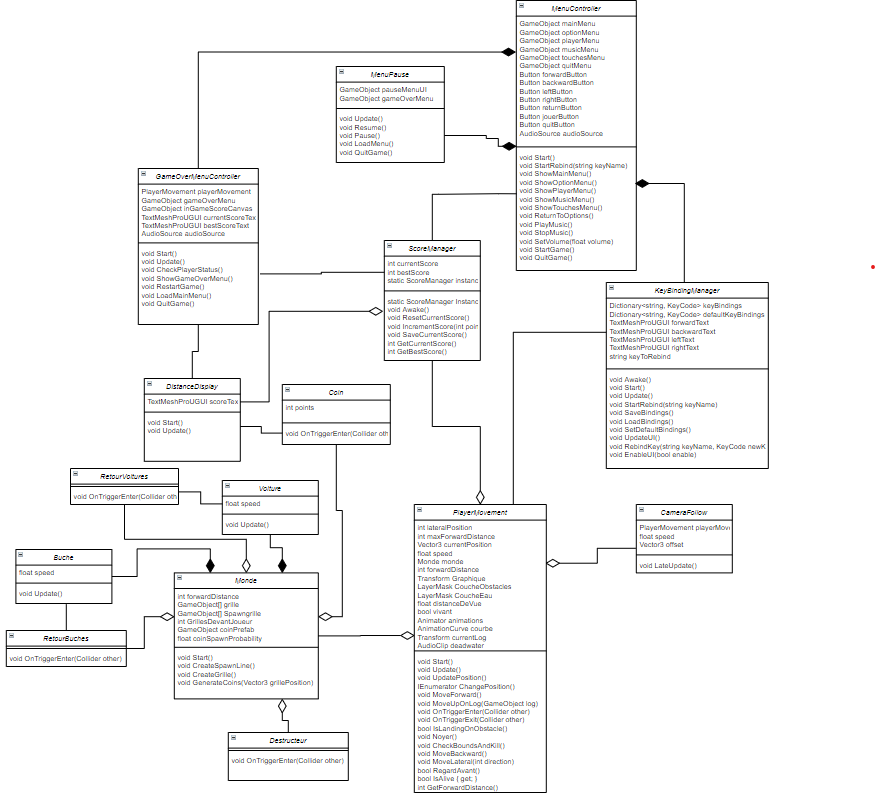 MenuController
GameObject mainMenu
GameObject optionMenu
GameObject playerMenu
GameObject musicMenu
GameObject touchesMenu
GameObject quitMenu
Button forwardButton
Button backwardButton
Button leftButton
Button rightButton
Button returnButton
Button jouerButton
Button quitButton
AudioSource audioSource
void Start()
void StartRebind(string keyName)
void ShowMainMenu()
void ShowOptionMenu()
void ShowPlayerMenu()
void ShowMusicMenu()
void ShowTouchesMenu()
void ReturnToOptions()
void PlayMusic()
void StopMusic()
void SetVolume(float volume)
void StartGame()
void QuitGame()
MenuPause
GameObject pauseMenuUI
GameObject gameOverMenu
void Update()
void Resume()
void Pause()
void LoadMenu()
void QuitGame()
GameOverMenuController
PlayerMovement playerMovement
GameObject gameOverMenu
GameObject inGameScoreCanvas
TextMeshProUGUI currentScoreTex
TextMeshProUGUI bestScoreText
AudioSource audioSource
void Start()
void Update()
void CheckPlayerStatus()
void ShowGameOverMenu()
void RestartGame()
void LoadMainMenu()
void QuitGame()
ScoreManager
int currentScore
int bestScore
static ScoreManager instanc
static ScoreManager Instanc
void Awake()
void ResetCurrentScore()
void IncrementScore(int poin
void SaveCurrentScore()
int GetCurrentScore()
int GetBestScore()
KeyBindingManager
Dictionary<string, KeyCode> keyBindings
Dictionary<string, KeyCode> defaultKeyBindings
TextMeshProUGUI forwardText
TextMeshProUGUI backwardText
TextMeshProUGUI leftText
TextMeshProUGUI rightText
string keyToRebind
void Awake()
void Start()
void Update()
void StartRebind(string keyName)
void SaveBindings()
void LoadBindings()
void SetDefaultBindings()
void UpdateUI()
void RebindKey(string keyName, KeyCode newK
void EnableUI(bool enable)
DistanceDisplay
TextMeshProUGUI scoreTex
void Start()
void Update()
Coin
int points
void OnTriggerEnter(Collider oth
RetourVoitures
void OnTriggerEnter(Collider oth
Voiture
float speed
void Update()
Buche
float speed
void Update()
RetourBuches
void OnTriggerEnter(Collider other)
Monde
int forwardDistance
GameObject[] grille
GameObject[] Spawngrille
int GrillesDevantJoueur
GameObject coinPrefab
float coinSpawnProbability
void Start()
void CreateSpawnLine()
void CreateGrille()
void GenerateCoins(Vector3 grillePosition)
Destructeur
void OnTriggerEnter(Collider other)
PlayerMovement
int lateralPosition
int maxForwardDistance
Vector3 currentPosition
float speed
Monde monde
int forwardDistance
Transform Graphique
LayerMask CoucheObstacles
LayerMask CoucheEau
float distanceDeVue
bool vivant
Animator animations
AnimationCurve courbe
Transform currentLog
AudioClip deadwater
void Start()
void Update()
void UpdatePosition()
IEnumerator ChangePosition()
void MoveForward()
void MoveUpOnLog(GameObject log)
void OnTriggerEnter(Collider other)
void OnTriggerExit(Collider other)
bool IsLandingOnObstacle()
void Noyer()
void CheckBoundsAndKill()
void MoveBackward()
void MoveLateral(int direction)
bool RegardAvant()
bool IsAlive { get; }
int GetForwardDistance()
CameraFollow
PlayerMovement playerMov
float speed
Vector3 offset
void LateUpdate()